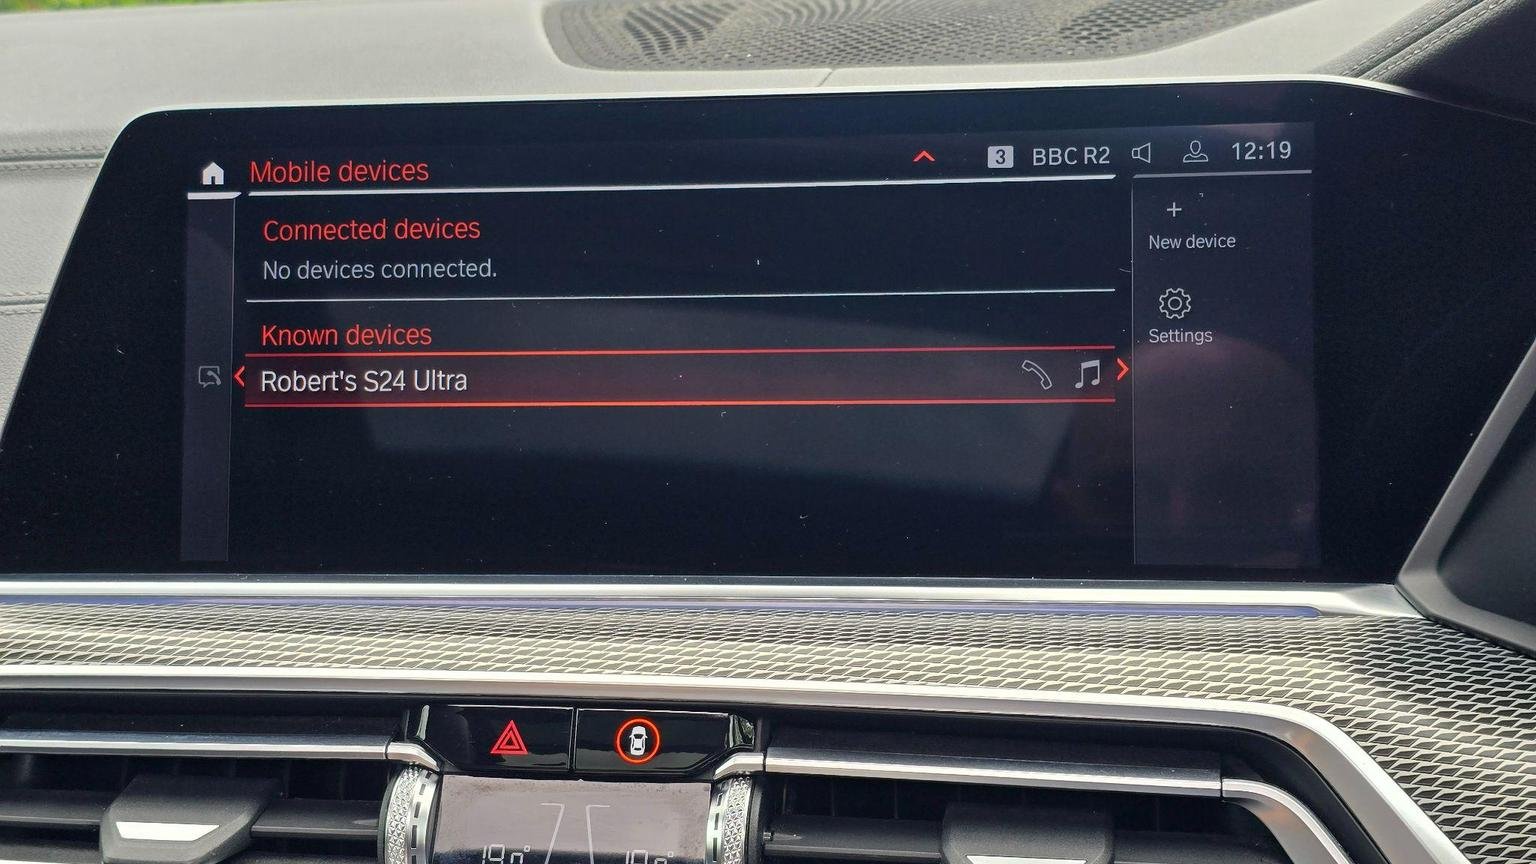 Mobile devices
3 BBC R2
12:19
Connected devices
No devices connected.
New device
Known devices
Settings
Robert's S24 Ultra